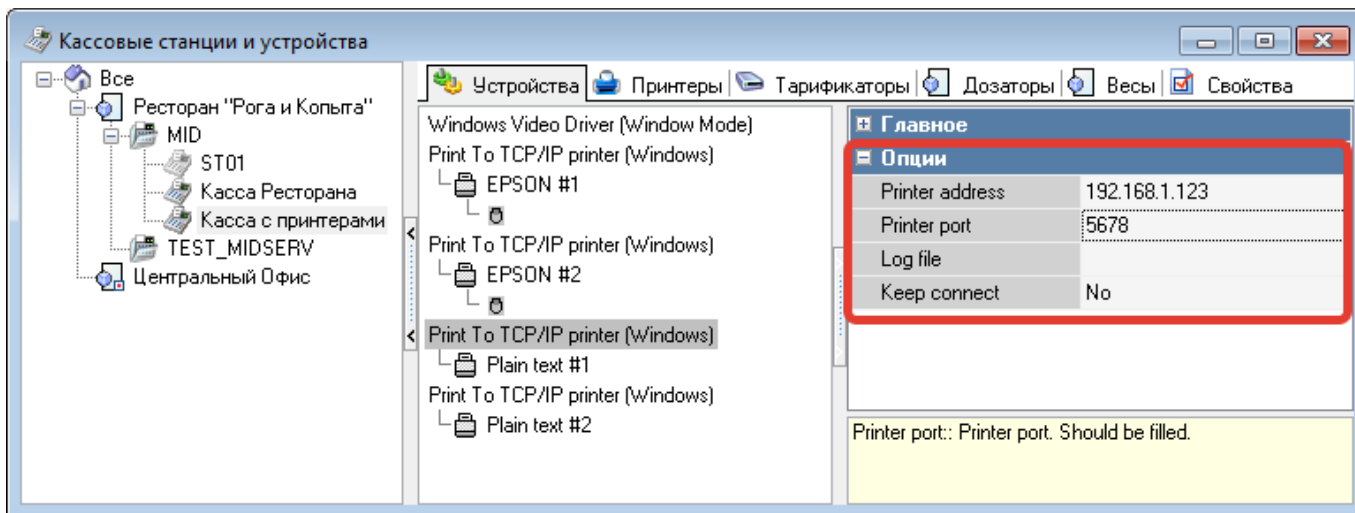 Кассовые станции и устройства
Все
Ресторан "Рога и Копыта"
MID
ST01
Касса Ресторана
Касса с принтерами
TEST_MIDSERV
Центральный Офис
Устройства Принтеры Тарификаторы Дозаторы Весы Свойства
Windows Video Driver (Window Mode)
Print To TCP/IP printer (Windows)
EPSON #1
Print To TCP/IP printer (Windows)
EPSON #2
Print To TCP/IP printer (Windows)
Plain text #1
Print To TCP/IP printer (Windows)
Plain text #2
Главное
Опции
Printer address 192.168.1.123
Printer port 5678
Log file
Keep connect No
Printer port:: Printer port. Should be filled.